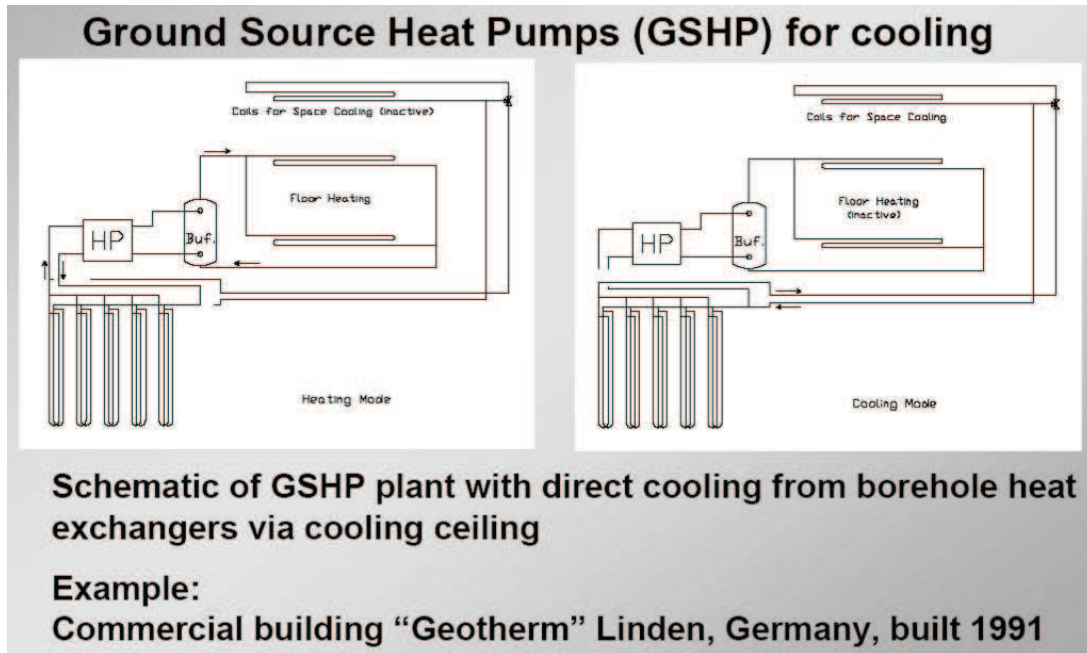 Ground Source Heat Pumps (GSHP) for cooling
Coils for Space Cooling (inactive)
Floor Heating
HP
Buf.
Heating Mode
Coils for Space Cooling
Floor Heating
(inactive)
HP
Buf.
Cooling Mode
Schematic of GSHP plant with direct cooling from borehole heat
exchangers via cooling ceiling
Example:
Commercial building “Geotherm” Linden, Germany, built 1991